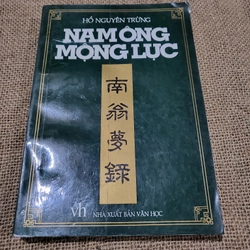 HỒ NGUYÊN TRỪNG
NAM ÔNG
MỘNG LỤC
南
翁
夢
錄
vh NHÀ XUẤT BẢN VĂN HỌC